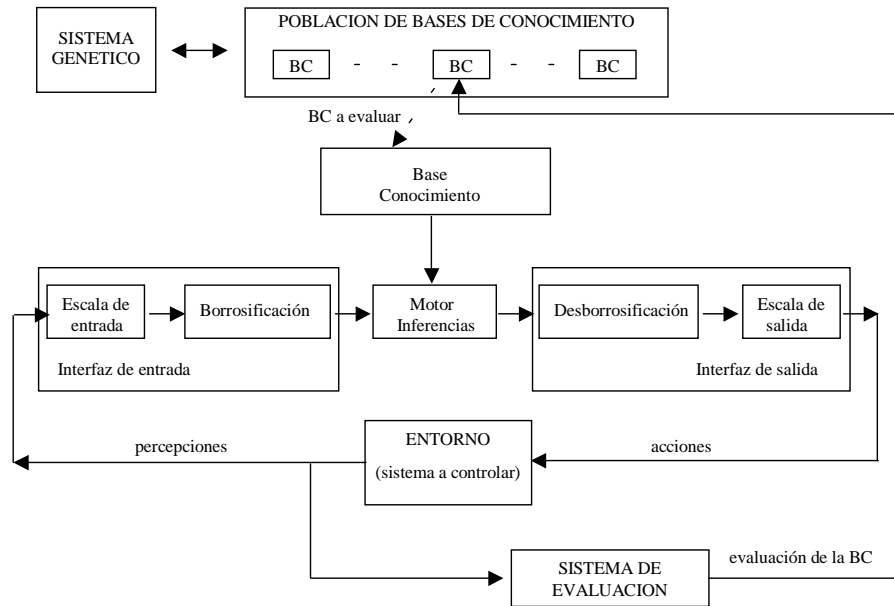 SISTEMA
GENETICO
POBLACION DE BASES DE CONOCIMIENTO
BC - - BC - - BC
BC a evaluar
Base
Conocimiento
Escala de
entrada
Borrosificación
Interfaz de entrada
Motor
Inferencias
Desborrosificación
Escala de
salida
Interfaz de salida
percepciones
ENTORNO
(sistema a controlar)
acciones
SISTEMA DE
EVALUACION
evaluación de la BC